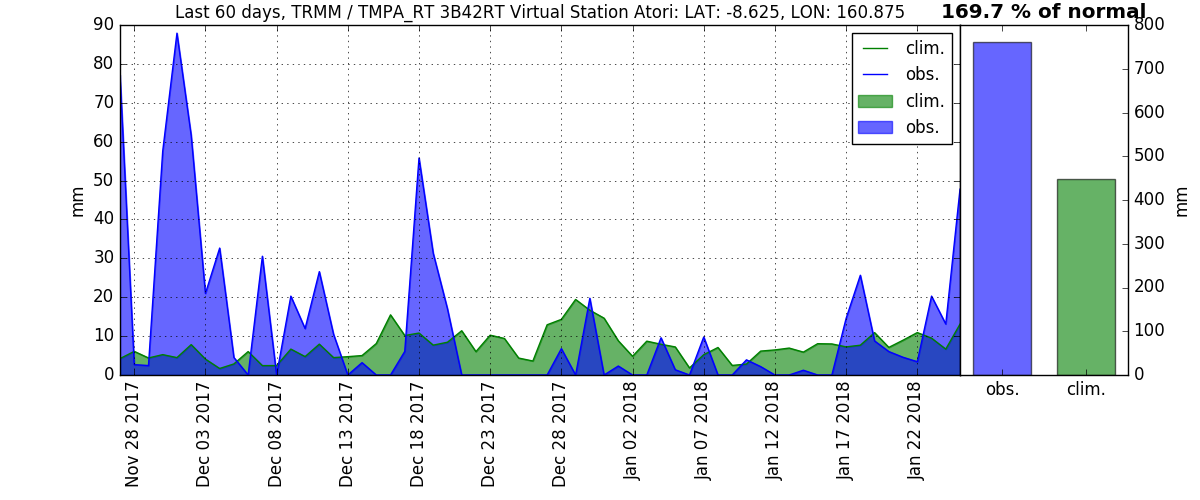 Last 60 days, TRMM / TMPA_RT 3B42RT Virtual Station Atori: LAT: -8.625, LON: 160.875
169.7 % of normal
90
80
70
60
50
40
30
20
10
0
mm
clim.
obs.
clim.
obs.
Nov 28 2017
Dec 03 2017
Dec 08 2017
Dec 13 2017
Dec 18 2017
Dec 23 2017
Dec 28 2017
Jan 02 2018
Jan 07 2018
Jan 12 2018
Jan 17 2018
Jan 22 2018
800
700
600
500
400
300
200
100
0
mm
obs.
clim.